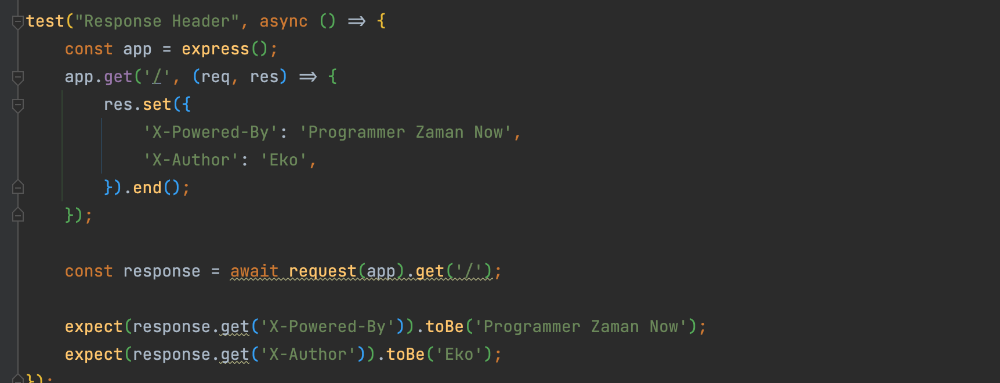 test("Response Header", async () => {
    const app = express();
    app.get('/', (req, res) => {
        res.set({
            'X-Powered-By': 'Programmer Zaman Now',
            'X-Author': 'Eko',
        }).end();
    });

    const response = await request(app).get('/');

    expect(response.get('X-Powered-By')).toBe('Programmer Zaman Now');
    expect(response.get('X-Author')).toBe('Eko');
});